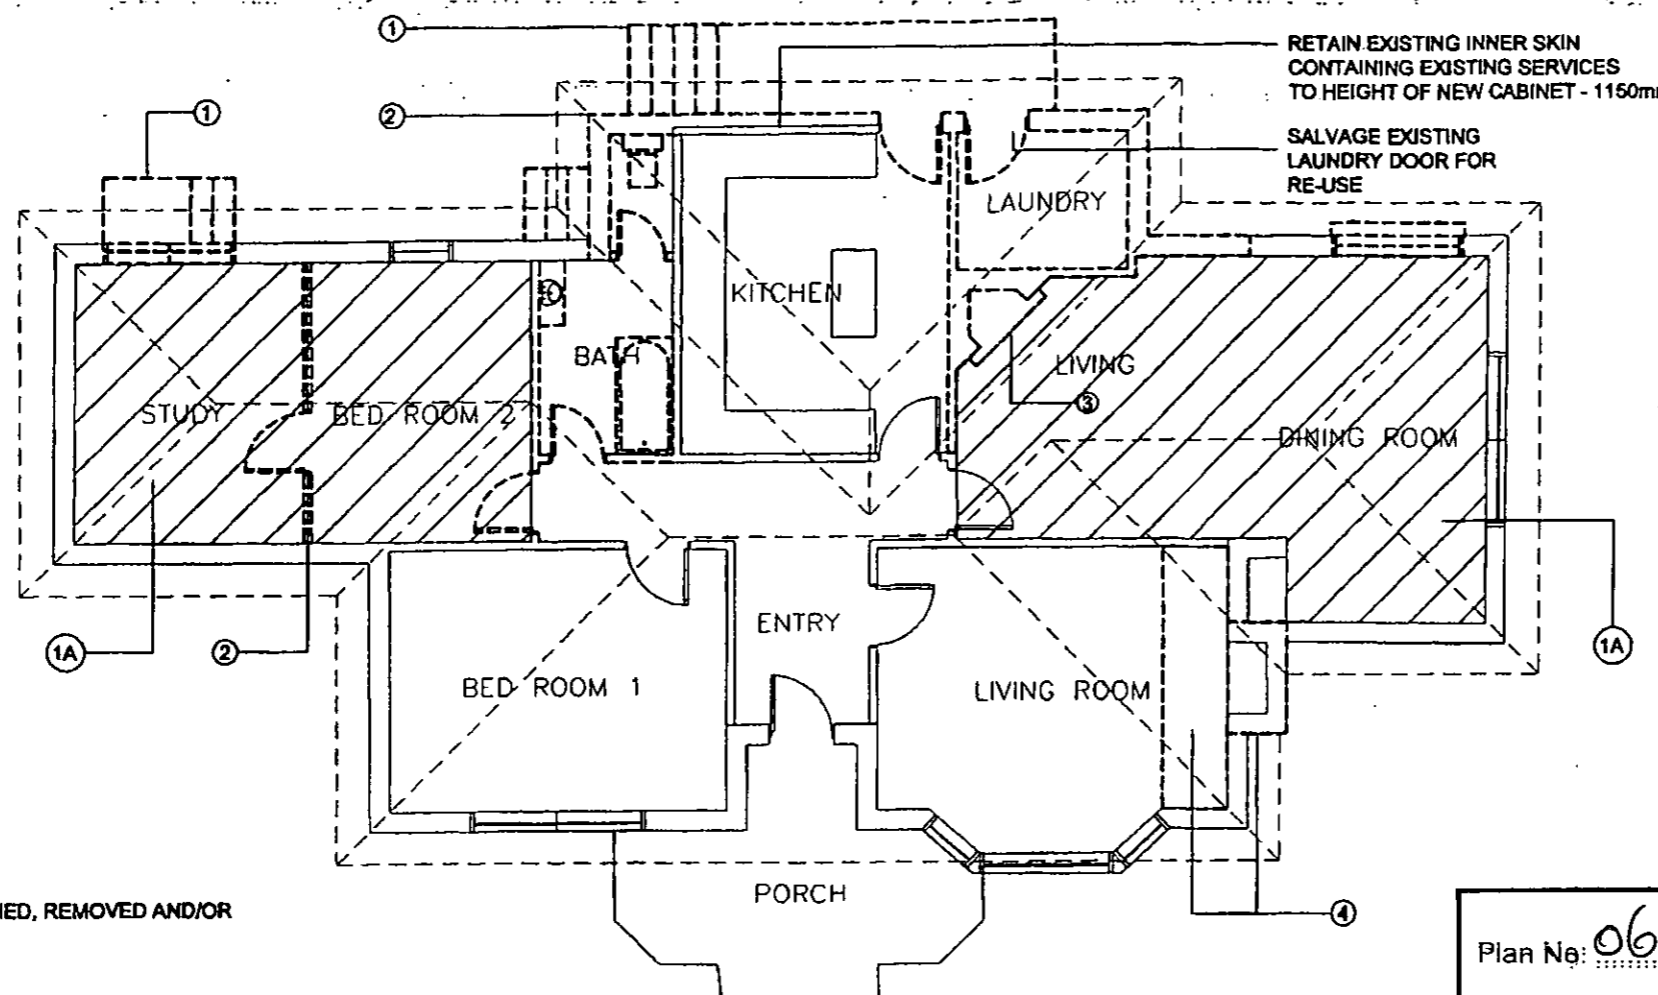 1
RETAIN EXISTING INNER SKIN
CONTAINING EXISTING SERVICES
TO HEIGHT OF NEW CABINET - 1150m
1
2
SALVAGE EXISTING
LAUNDRY DOOR FOR
RE-USE
LAUNDRY
KITCHEN
BATH
LIVING
3
STUDY
BED ROOM 2
DINING ROOM
1A
2
ENTRY
1A
BED ROOM 1
LIVING ROOM
PORCH
4
ED, REMOVED AND/OR
Plan No: 06